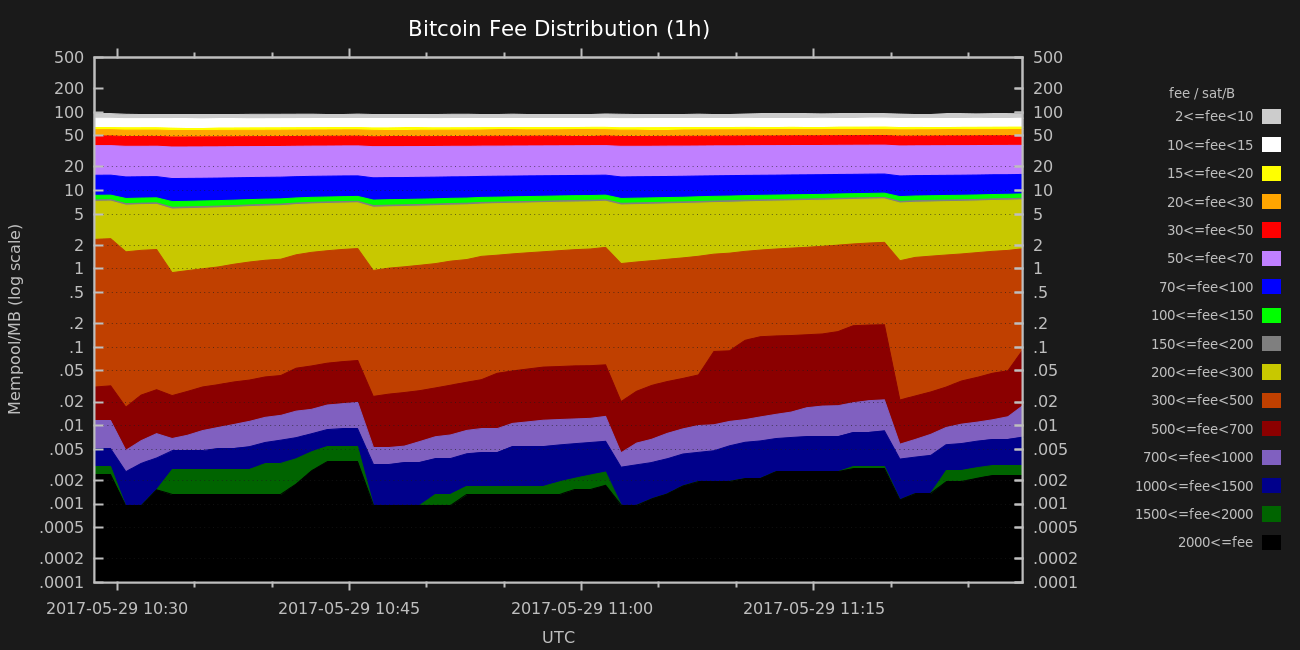 Bitcoin Fee Distribution (1h)
Mempool/MB (log scale)
500
200
100
50
20
10
5
2
1
.5
.2
.1
.05
.02
.01
.005
.002
.001
.0005
.0002
.0001
500
200
100
50
20
10
5
2
1
.5
.2
.1
.05
.02
.01
.005
.002
.001
.0005
.0002
.0001
2017-05-29 10:30
2017-05-29 10:45
2017-05-29 11:00
2017-05-29 11:15
UTC
fee / sat/B
2<=fee<10
10<=fee<15
15<=fee<20
20<=fee<30
30<=fee<50
50<=fee<70
70<=fee<100
100<=fee<150
150<=fee<200
200<=fee<300
300<=fee<500
500<=fee<700
700<=fee<1000
1000<=fee<1500
1500<=fee<2000
2000<=fee